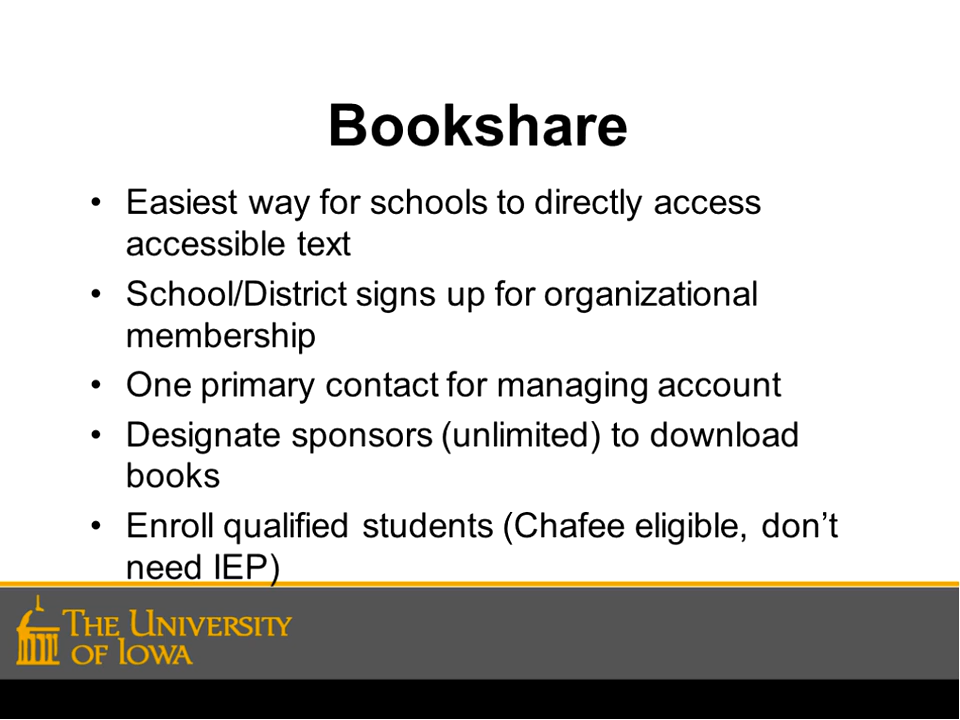 Bookshare
• Easiest way for schools to directly access
accessible text
• School/District signs up for organizational
membership
• One primary contact for managing account
• Designate sponsors (unlimited) to download
books
• Enroll qualified students (Chafee eligible, don’t
need IEP)
THE UNIVERSITY
OF IOWA